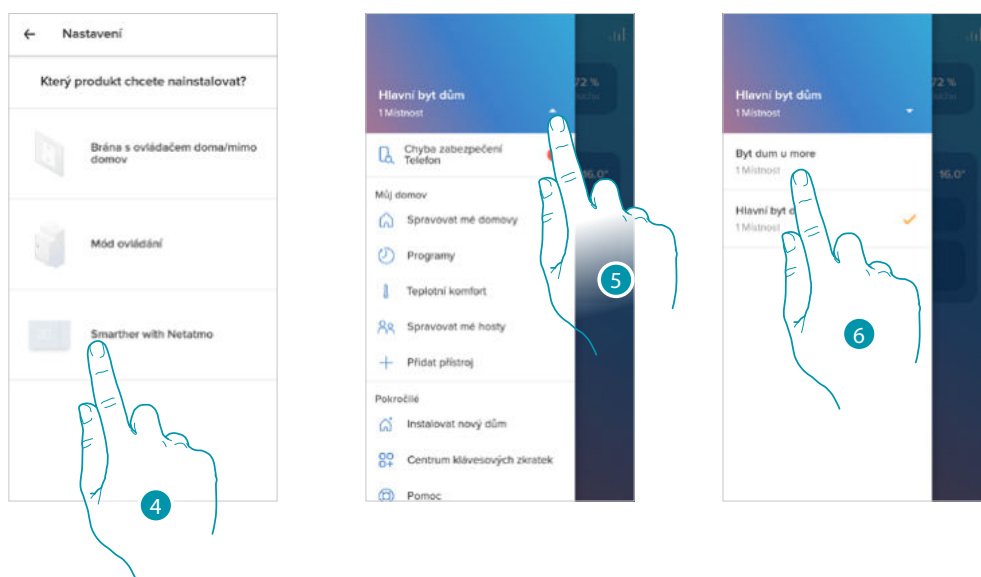 Nastavení
Který produkt chcete nainstalovat?
Brána s ovládačem doma/mimo
domov
Mód ovládání
Smarther with Netatmo
4
Hlavní byt dům
1 Místnost
72 %
Chyba zabezpečení
Telefon
16.0°
Můj domov
Spravovat mé domovy
Programy
Teplotní komfort
Spravovat mé hosty
Přidat přístroj
Pokročilé
Instalovat nový dům
Centrum klávesových zkratek
Pomoc
5
Hlavní byt dům
1 Místnost
72 %
Byt dum u more
1 Místnost
16.0°
Hlavní byt d
1 Místnost
6